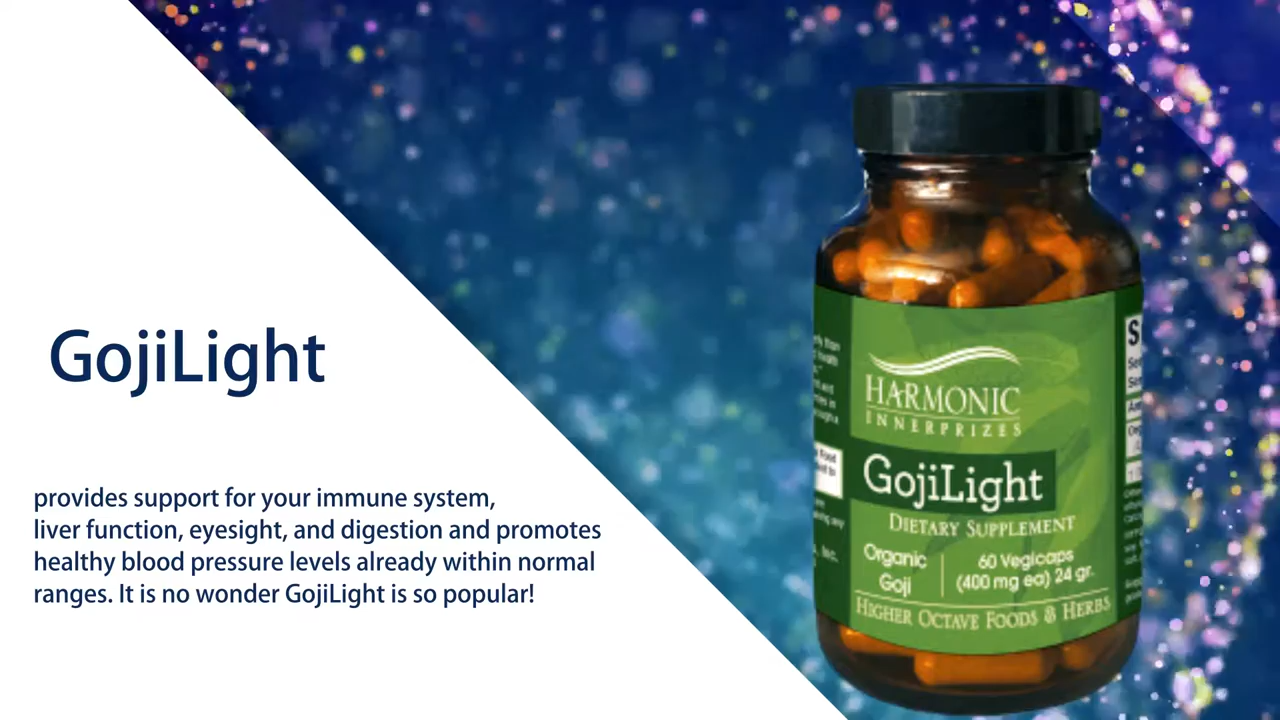 GojiLight
provides support for your immune system,
liver function, eyesight, and digestion and promotes
healthy blood pressure levels already within normal
ranges. It is no wonder GojiLight is so popular!
HARMONIC
INNERPRIZES
GojiLight
DIETARY SUPPLEMENT
Organic
Goji
60 Vegicaps
(400 mg ea) 24 gr.
HIGHER OCTAVE FOODS & HERBS